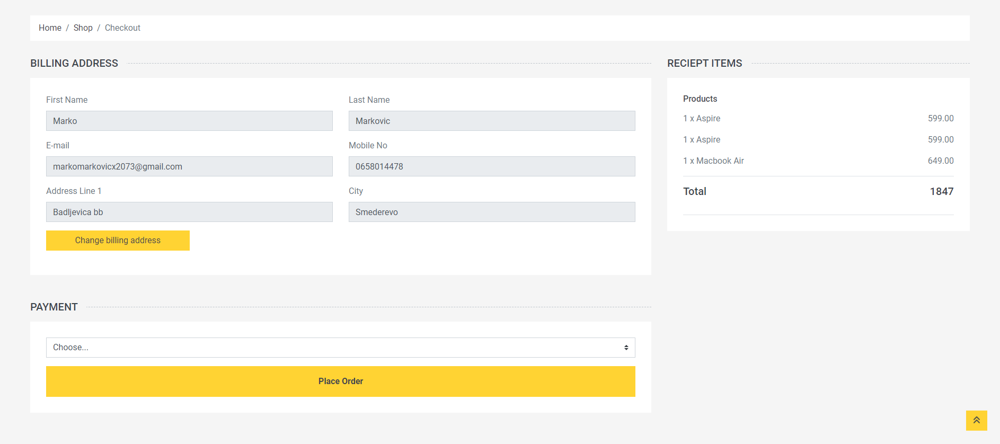 Home / Shop / Checkout
BILLING ADDRESS
First Name
Last Name
Marko
Markovic
E-mail
Mobile No
markomarkovicx2073@gmail.com
0658014478
Address Line 1
City
Badljevica bb
Smederevo
Change billing address
PAYMENT
Choose...
Place Order
RECIEPT ITEMS
Products
1 x Aspire 599.00
1 x Aspire 599.00
1 x Macbook Air 649.00
Total 1847